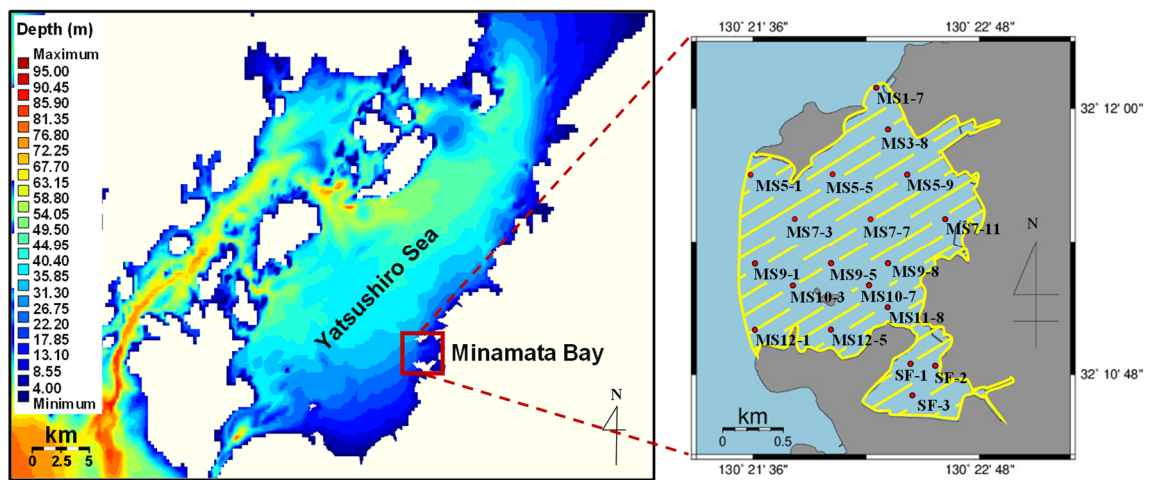 Depth (m)
Maximum
95.00
90.45
85.90
81.35
76.80
72.25
67.70
63.15
58.80
54.05
49.50
44.95
40.40
35.85
31.30
26.75
22.20
17.85
13.10
8.55
4.00
Minimum
km
0 2.5 5
Yatsushiro Sea
Minamata Bay
N
130° 21' 36"
130° 22' 48"
32° 12' 00"
32° 10' 48"
MS1-7
MS3-8
MS5-1
MS5-5
MS5-9
MS7-3
MS7-7
MS7-11
MS9-1
MS9-5
MS9-8
MS10-3
MS10-7
MS11-8
MS12-1
MS12-5
SF-1
SF-2
SF-3
N
km
0.0 0.5
130° 21' 36"
130° 22' 48"